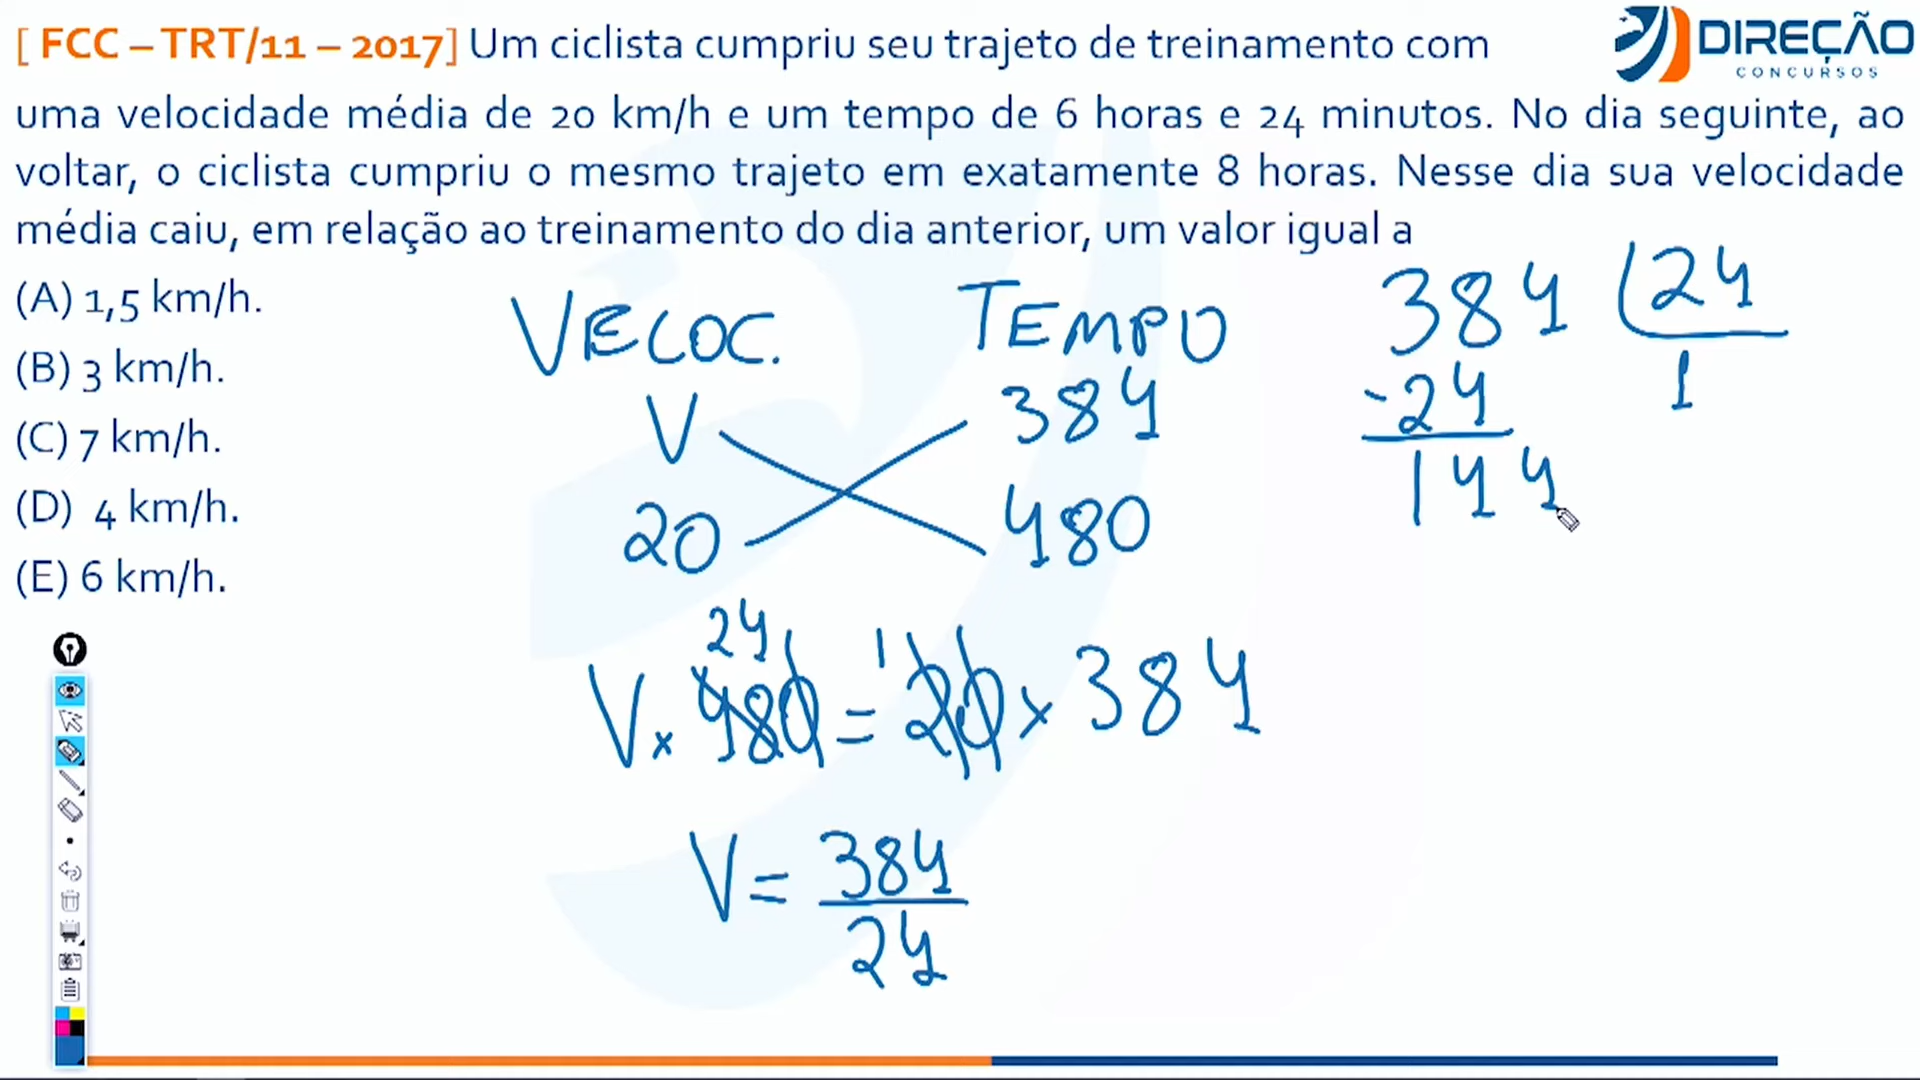 [ FCC – TRT/11 – 2017] Um ciclista cumpriu seu trajeto de treinamento com
DIREÇÃO
CONCURSOS
uma velocidade média de 20 km/h e um tempo de 6 horas e 24 minutos. No dia seguinte, ao
voltar, o ciclista cumpriu o mesmo trajeto em exatamente 8 horas. Nesse dia sua velocidade
média caiu, em relação ao treinamento do dia anterior, um valor igual a
(A) 1,5 km/h.
(B) 3 km/h.
(C) 7 km/h.
(D) 4 km/h.
(E) 6 km/h.
VELOC. TEMPO
V 384
20 480
24 1
V × 480 = 20 × 384
V = 384
24
384 24
-24 1
144